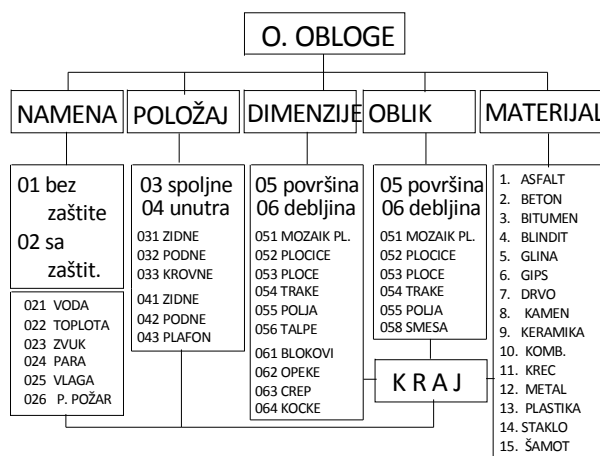 O. OBLOGE
NAMENA
POLOŽAJ
DIMENZIJE
OBLIK
MATERIJAL
01 bez
zaštite
02 sa
zaštit.
021 VODA
022 TOPLOTA
023 ZVUK
024 PARA
025 VLAGA
026 P. POŽAR
03 spoljne
04 unutra
031 ZIDNE
032 PODNE
033 KROVNE
041 ZIDNE
042 PODNE
043 PLAFON
05 površina
06 debljina
051 MOZAIK PL.
052 PLOCICE
053 PLOCE
054 TRAKE
055 POLJA
056 TALPE
061 BLOKOVI
062 OPEKE
063 CREP
064 KOCKE
05 površina
06 debljina
051 MOZAIK PL.
052 PLOCICE
053 PLOCE
054 TRAKE
055 POLJA
058 SMESA
K R A J
1. ASFALT
2. BETON
3. BITUMEN
4. BLINDIT
5. GLINA
6. GIPS
7. DRVO
8. KAMEN
9. KERAMIKA
10. KOMB.
11. KREC
12. METAL
13. PLASTIKA
14. STAKLO
15. ŠAMOT